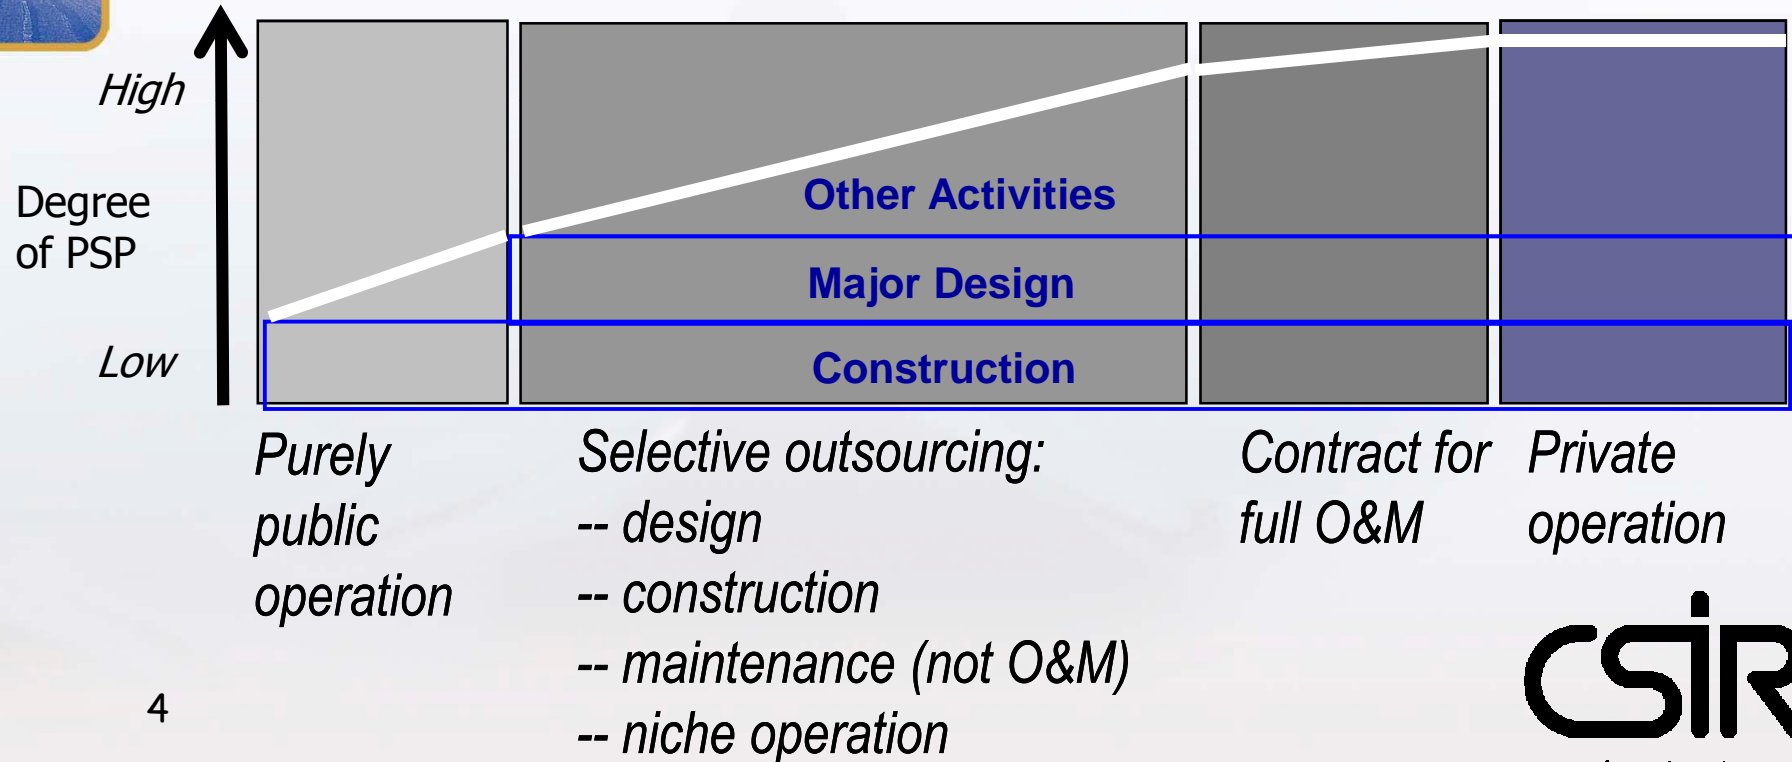 High
Degree
of PSP
Low
Other Activities
Major Design
Construction
Purely
public
operation
Selective outsourcing:
-- design
-- construction
-- maintenance (not O&M)
-- niche operation
Contract for
full O&M
Private
operation
CSIR
4